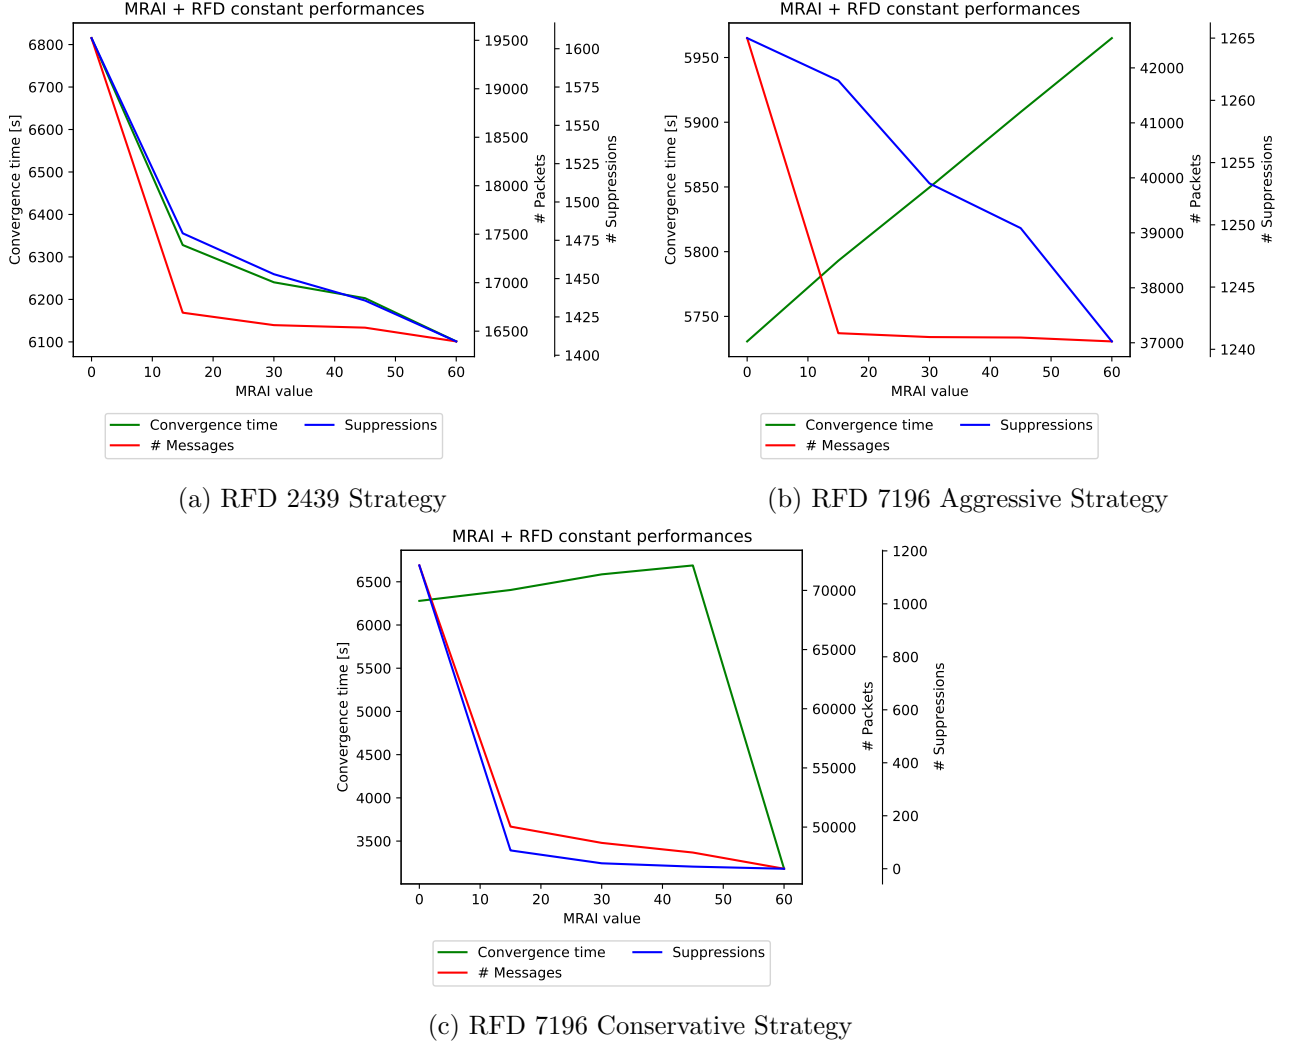 MRAI + RFD constant performances
Convergence time [s]
6800
6700
6600
6500
6400
6300
6200
6100
0 10 20 30 40 50 60
MRAI value
19500
19000
18500
18000
17500
17000
16500
# Packets
1600
1575
1550
1525
1500
1475
1450
1425
1400
# Suppressions
Convergence time
# Messages
Suppressions
(a) RFD 2439 Strategy
MRAI + RFD constant performances
Convergence time [s]
5950
5900
5850
5800
5750
0 10 20 30 40 50 60
MRAI value
42000
41000
40000
39000
38000
37000
# Packets
1265
1260
1255
1250
1245
1240
# Suppressions
Convergence time
# Messages
Suppressions
(b) RFD 7196 Aggressive Strategy
MRAI + RFD constant performances
Convergence time [s]
6500
6000
5500
5000
4500
4000
3500
0 10 20 30 40 50 60
MRAI value
70000
65000
60000
55000
50000
# Packets
1200
1000
800
600
400
200
0
# Suppressions
Convergence time
# Messages
Suppressions
(c) RFD 7196 Conservative Strategy